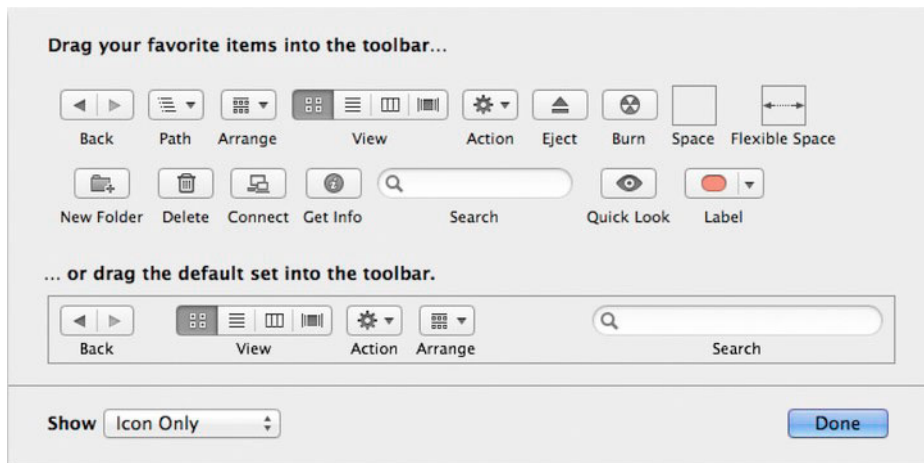 Drag your favorite items into the toolbar...
Back Path Arrange View Action Eject Burn Space Flexible Space
New Folder Delete Connect Get Info Search Quick Look Label
... or drag the default set into the toolbar.
Back View Action Arrange Search
Show Icon Only Done